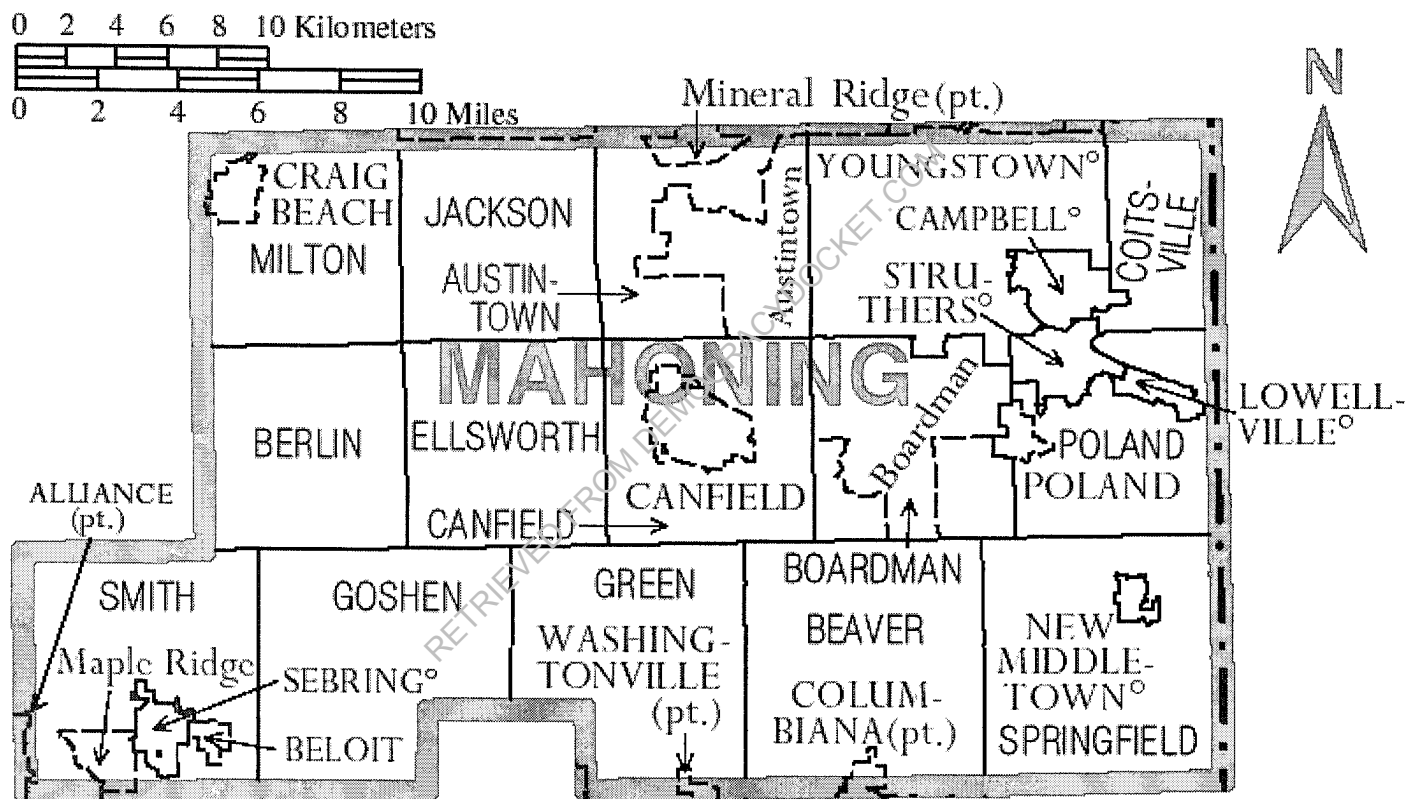 0 2 4 6 8 10 Kilometers
0 2 4 6 8 10 Miles
N
Mineral Ridge (pt.)
CRAIG
BEACH
MILTON
JACKSON
AUSTIN-
TOWN
Austintown
YOUNGSTOWN°
CAMPBELL°
STRU-
THERS°
COITS-
VILLE
MAHONING
BERLIN
ELLSWORTH
CANFIELD
CANFIELD
Boardman
POLAND
POLAND
LOWELL-
VILLE°
ALLIANCE
(pt.)
SMITH
GOSHEN
GREEN
BOARDMAN
BEAVER
Maple Ridge
SEBRING°
BELOIT
WASHING-
TONVILLE
(pt.)
COLUM-
BIANA (pt.)
NEW
MIDDLE-
TOWN°
SPRINGFIELD
RETRIEVED FROM DEMOCRACYDOCKET.COM